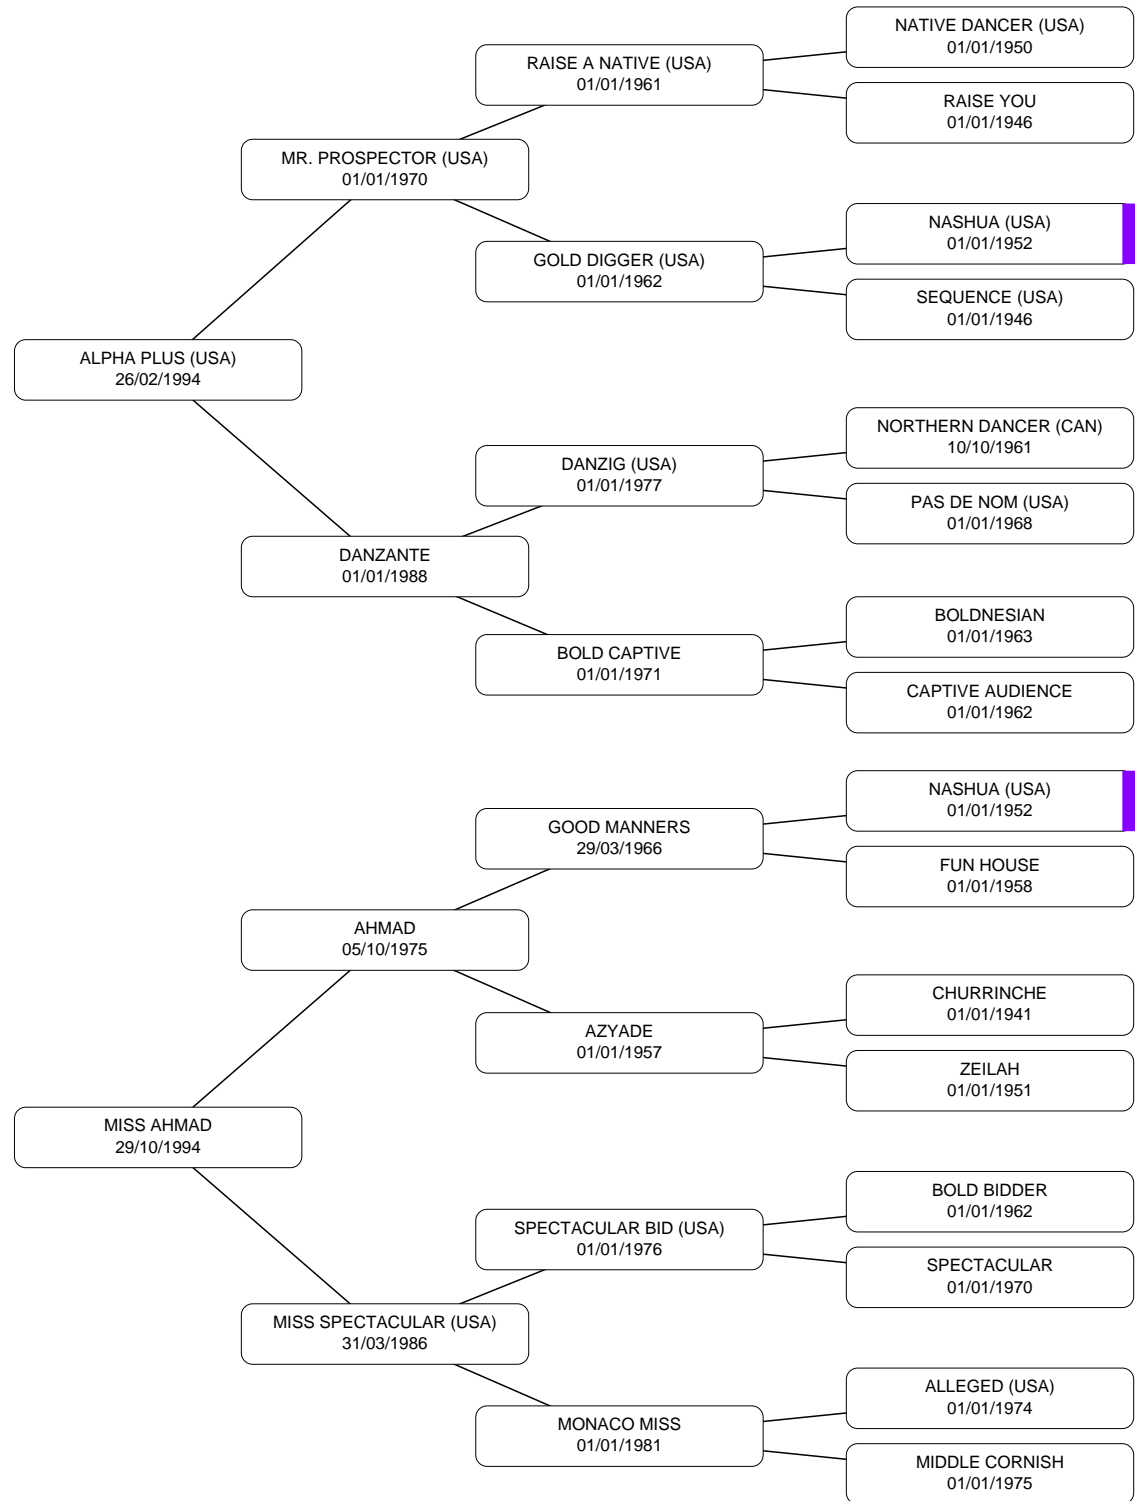 NATIVE DANCER (USA)
01/01/1950
RAISE A NATIVE (USA)
01/01/1961
RAISE YOU
01/01/1946
MR. PROSPECTOR (USA)
01/01/1970
NASHUA (USA)
01/01/1952
GOLD DIGGER (USA)
01/01/1962
SEQUENCE (USA)
01/01/1946
ALPHA PLUS (USA)
26/02/1994
NORTHERN DANCER (CAN)
10/10/1961
DANZIG (USA)
01/01/1977
PAS DE NOM (USA)
01/01/1968
DANZANTE
01/01/1988
BOLDNESIAN
01/01/1963
BOLD CAPTIVE
01/01/1971
CAPTIVE AUDIENCE
01/01/1962
NASHUA (USA)
01/01/1952
GOOD MANNERS
29/03/1966
FUN HOUSE
01/01/1958
AHMAD
05/10/1975
CHURRINCHE
01/01/1941
AZYADE
01/01/1957
ZEILAH
01/01/1951
MISS AHMAD
29/10/1994
BOLD BIDDER
01/01/1962
SPECTACULAR BID (USA)
01/01/1976
SPECTACULAR
01/01/1970
MISS SPECTACULAR (USA)
31/03/1986
ALLEGED (USA)
01/01/1974
MONACO MISS
01/01/1981
MIDDLE CORNISH
01/01/1975